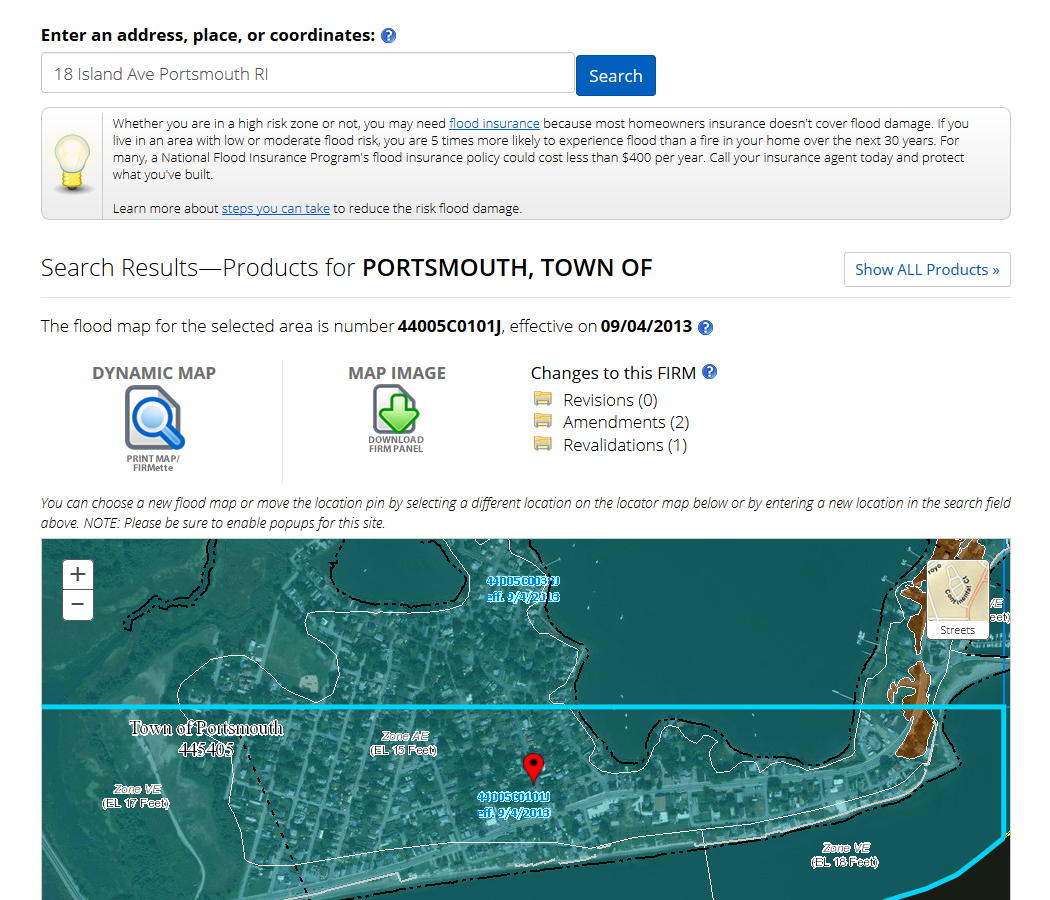 Enter an address, place, or coordinates:
18 Island Ave Portsmouth RI
Search
Whether you are in a high risk zone or not, you may need flood insurance because most homeowners insurance doesn't cover flood damage. If you
live in an area with low or moderate flood risk, you are 5 times more likely to experience flood than a fire in your home over the next 30 years. For
many, a National Flood Insurance Program's flood insurance policy could cost less than $400 per year. Call your insurance agent today and protect
what you've built.
Learn more about steps you can take to reduce the risk flood damage.
Search Results—Products for PORTSMOUTH, TOWN OF
Show ALL Products »
The flood map for the selected area is number 44005C0101J, effective on 09/04/2013
DYNAMIC MAP
PRINT MAP/
FIRMette
MAP IMAGE
DOWNLOAD
FIRM PANEL
Changes to this FIRM
Revisions (0)
Amendments (2)
Revalidations (1)
You can choose a new flood map or move the location pin by selecting a different location on the locator map below or by entering a new location in the search field
above. NOTE: Please be sure to enable popups for this site.
+
−
eff. 9/4/2013
Streets
Town of Portsmouth
445405
Zone AE
(EL 15 Feet)
Zone VE
(EL 17 Feet)
44005C0101J
eff. 9/4/2013
Zone VE
(EL 16 Feet)